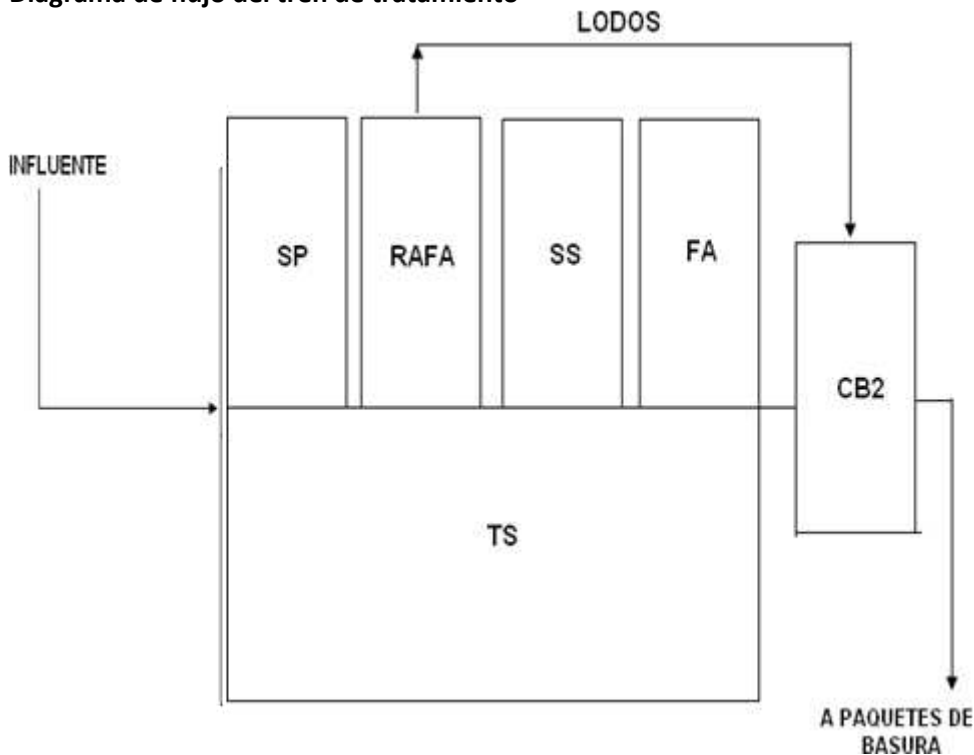 Diagrama de flujo del tren de tratamiento
LODOS
INFLUENTE
SP
RAFA
SS
FA
CB2
TS
A PAQUETES DE
BASURA